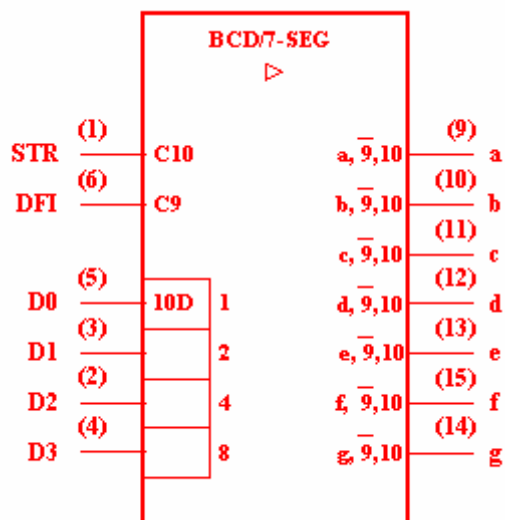 BCD/7-SEG
(1)
STR C10 a, 9̅,10 (9) a
(6)
DFI C9 b, 9̅,10 (10) b
c, 9̅,10 (11) c
(5)
D0 10D 1 d, 9̅,10 (12) d
(3)
D1 2 e, 9̅,10 (13) e
(2)
D2 4 f, 9̅,10 (15) f
(4)
D3 8 g, 9̅,10 (14) g